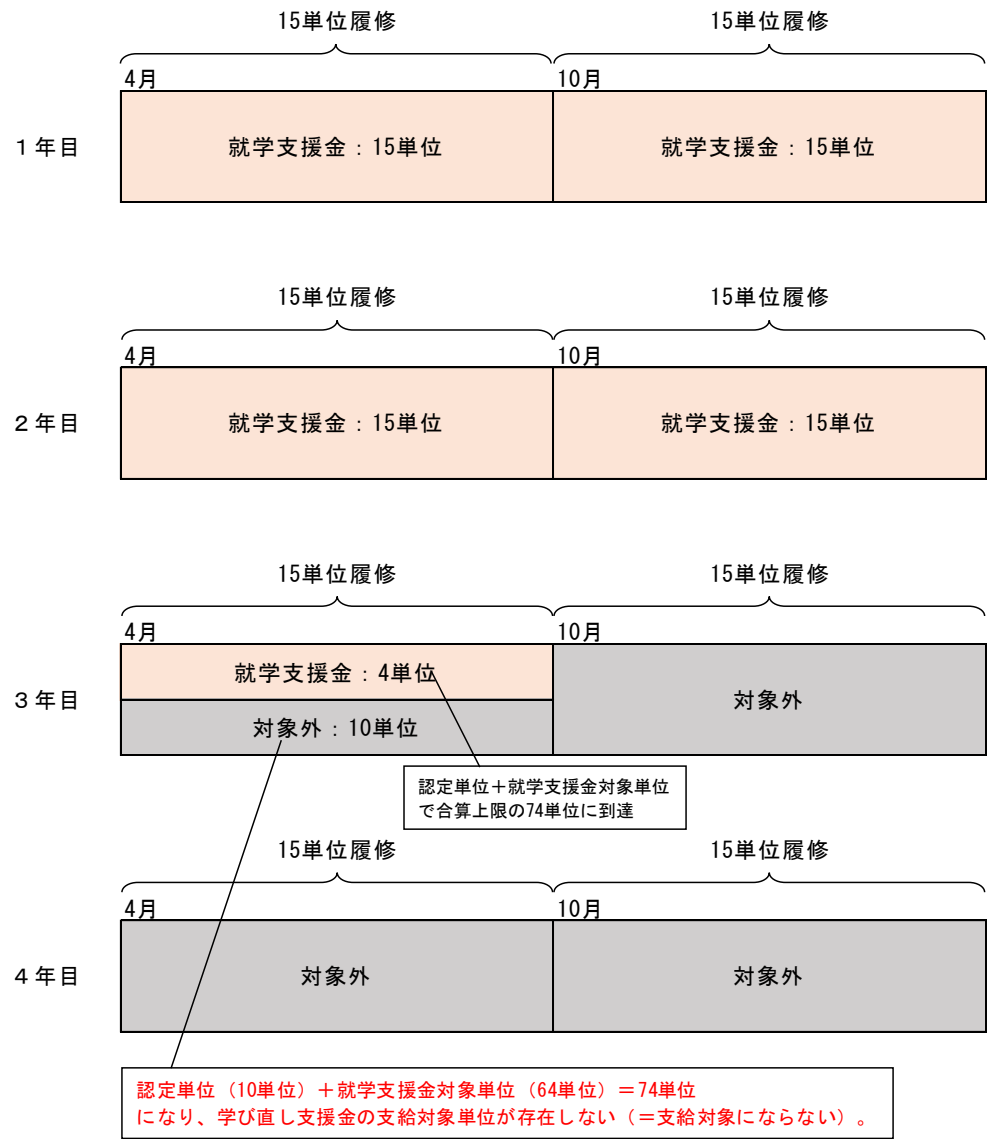 15単位履修 15単位履修
4月 10月
１年目 就学支援金：15単位 就学支援金：15単位
15単位履修 15単位履修
4月 10月
２年目 就学支援金：15単位 就学支援金：15単位
15単位履修 15単位履修
4月 10月
就学支援金：4単位
３年目 対象外
対象外：10単位
認定単位＋就学支援金対象単位
で合算上限の74単位に到達
15単位履修 15単位履修
4月 10月
４年目 対象外 対象外
認定単位（10単位）＋就学支援金対象単位（64単位）＝74単位
になり、学び直し支援金の支給対象単位が存在しない（＝支給対象にならない）。